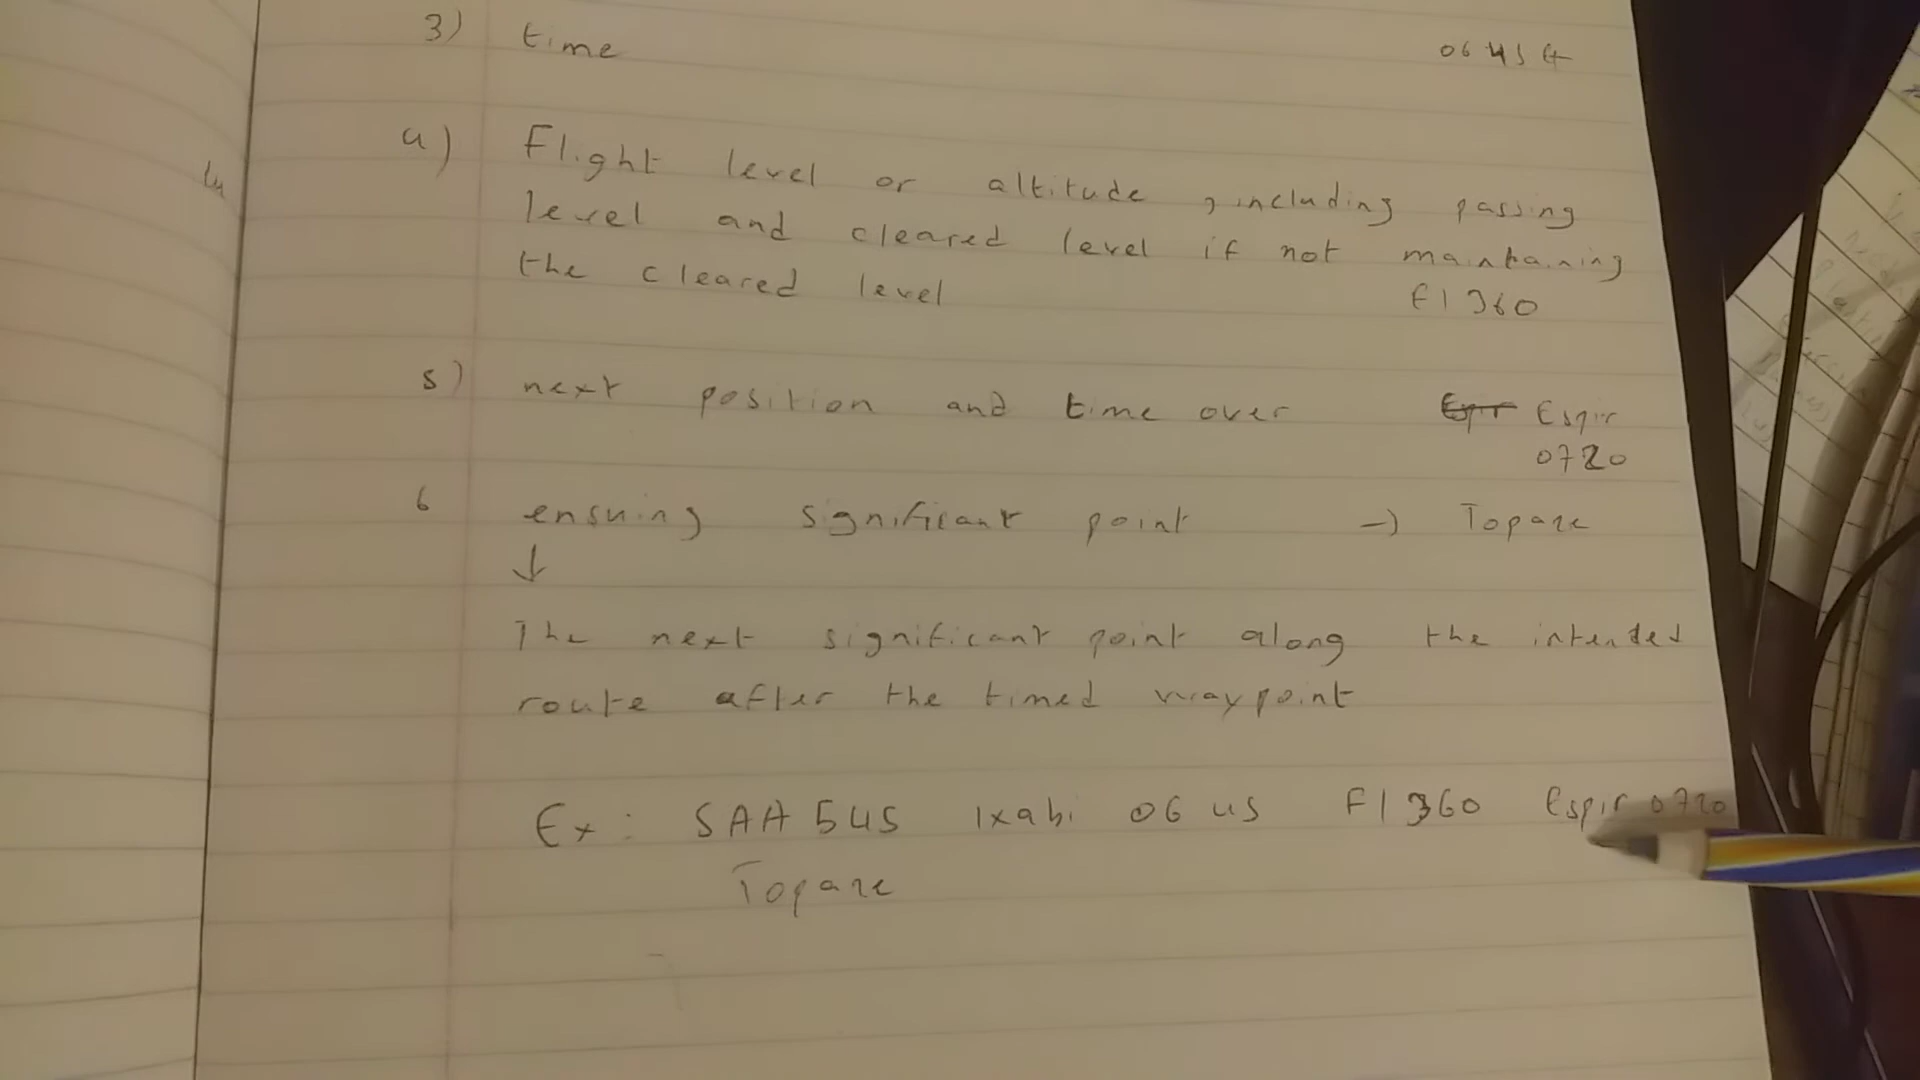 3) time 0645
4) Flight level or altitude , including passing
level and cleared level if not maintaining
the cleared level Fl 360
5) next position and time over Espir
0720
6 ensuing significant point → Topaze
↓
The next significant point along the intended
route after the timed waypoint
Ex : SAA 545 Ixabi 0645 Fl 360 Espir 0720
Topaze